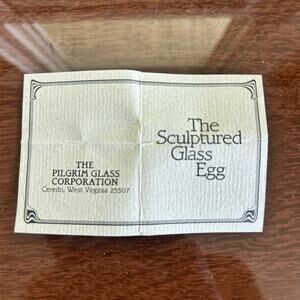 THE
PILGRIM GLASS
CORPORATION
Ceredo, West Virginia 25507
The
Sculptured
Glass
Egg